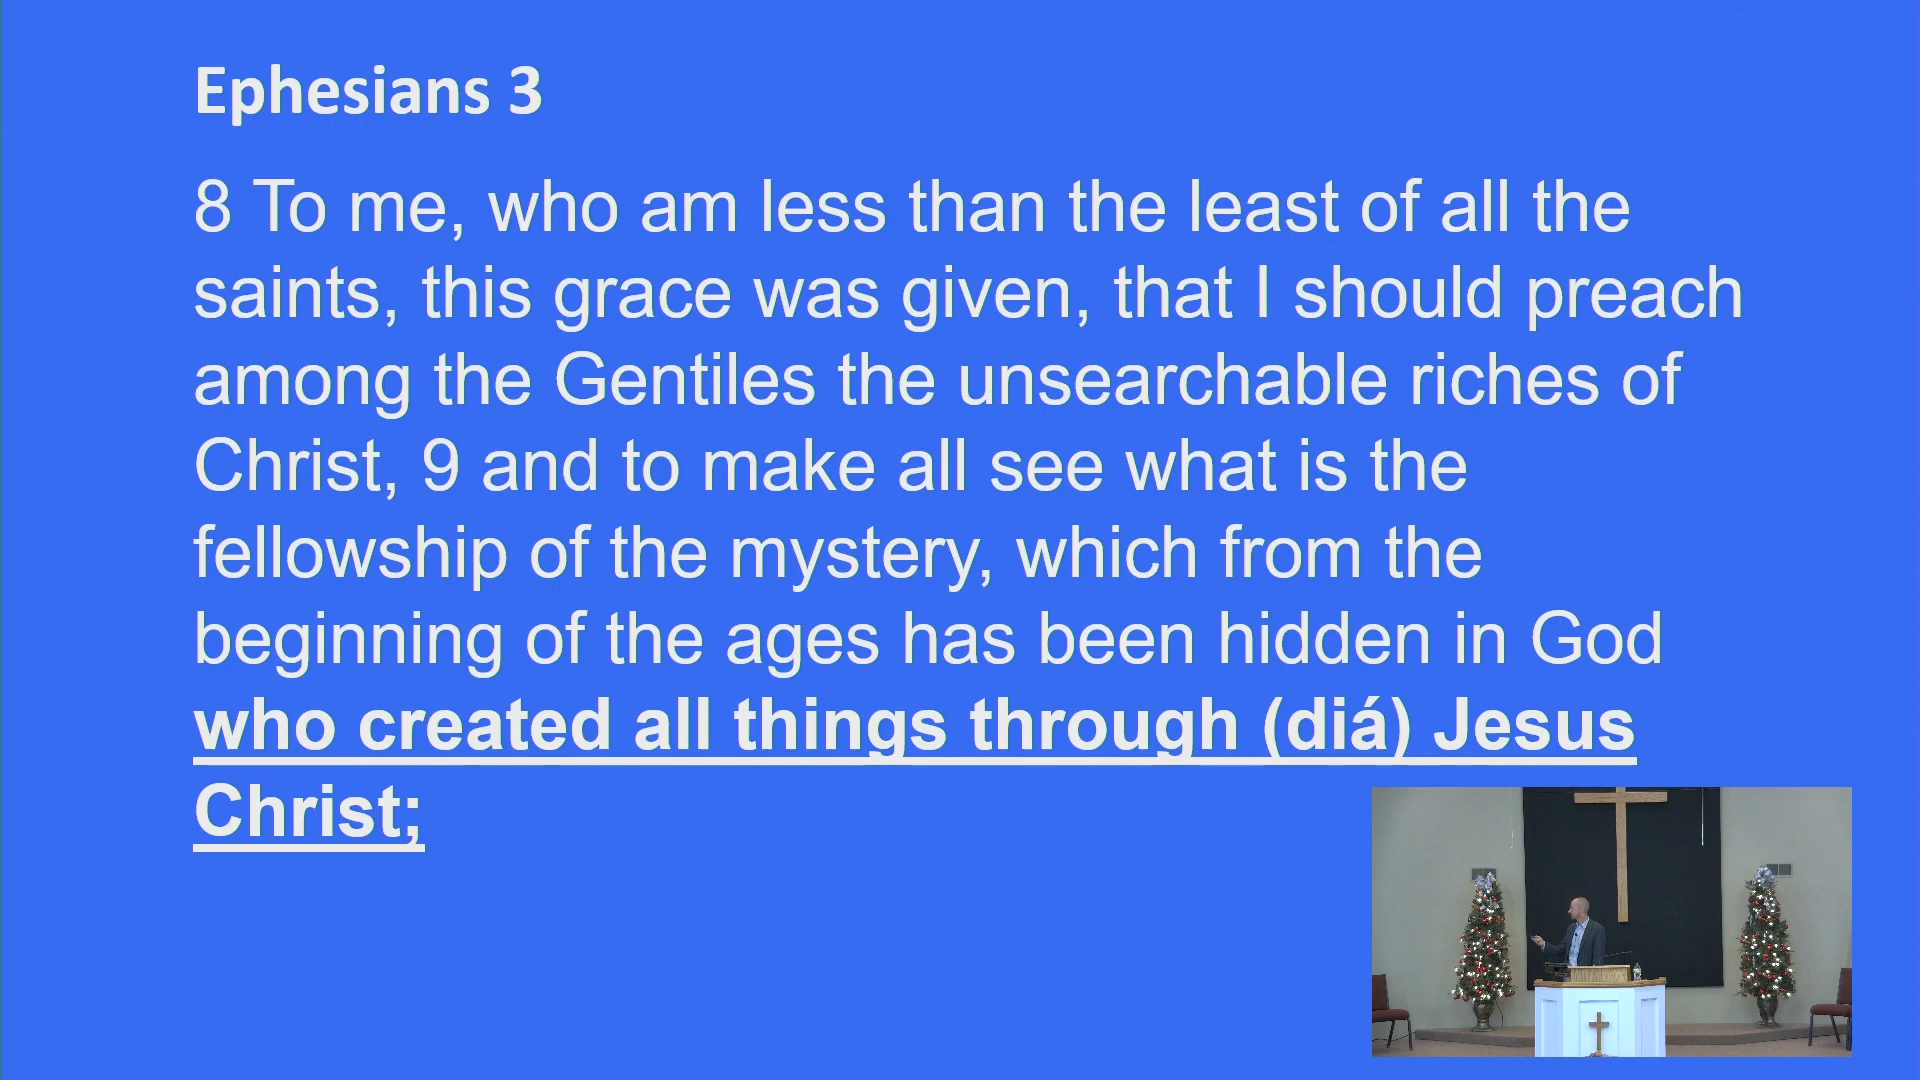 Ephesians 3
8 To me, who am less than the least of all the
saints, this grace was given, that I should preach
among the Gentiles the unsearchable riches of
Christ, 9 and to make all see what is the
fellowship of the mystery, which from the
beginning of the ages has been hidden in God
who created all things through (diá) Jesus
Christ;